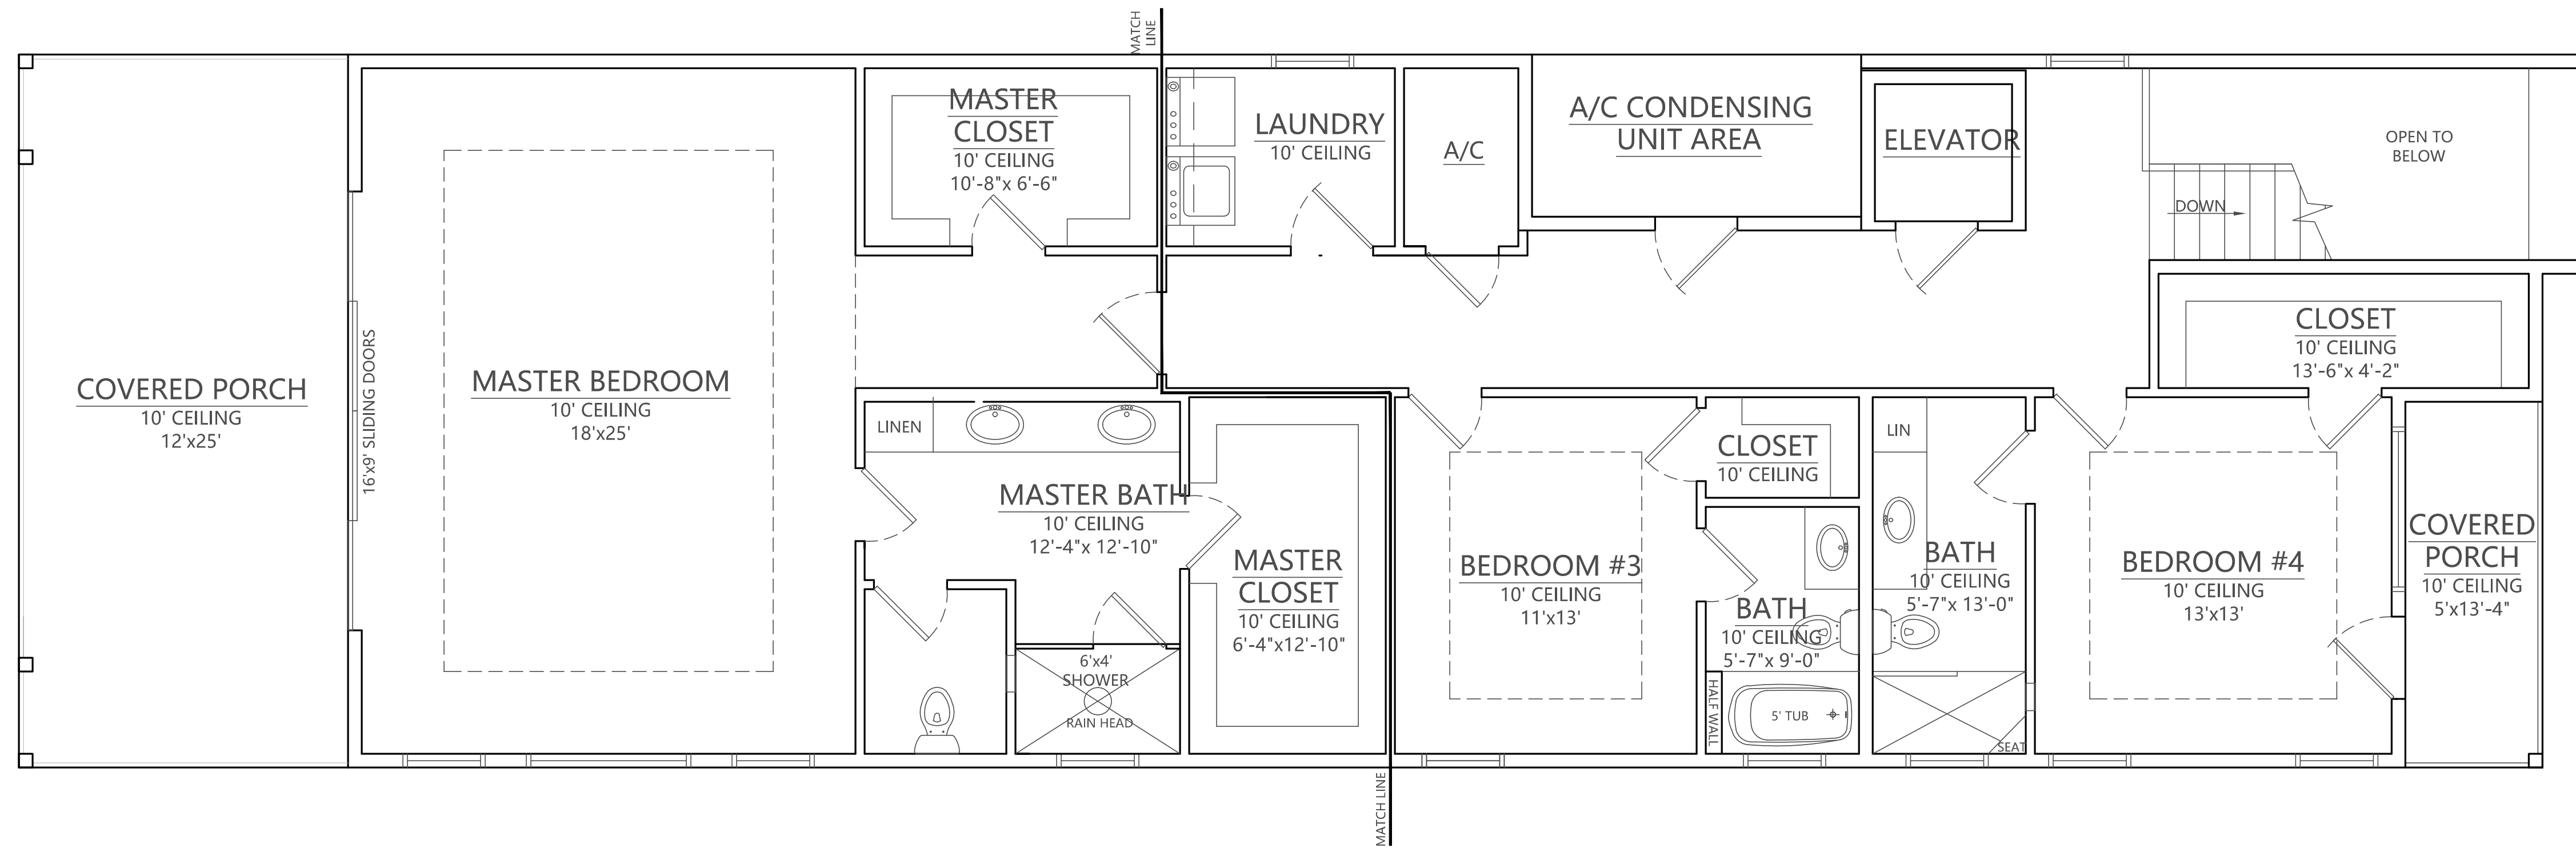 MATCH
LINE
COVERED PORCH
10' CEILING
12'x25'
16'x9' SLIDING DOORS
MASTER BEDROOM
10' CEILING
18'x25'
MASTER
CLOSET
10' CEILING
10'-8"x 6'-6"
LAUNDRY
10' CEILING
A/C
A/C CONDENSING
UNIT AREA
ELEVATOR
OPEN TO
BELOW
DOWN
CLOSET
10' CEILING
13'-6"x 4'-2"
LINEN
MASTER BATH
10' CEILING
12'-4"x 12'-10"
6'x4'
SHOWER
RAIN HEAD
MASTER
CLOSET
10' CEILING
6'-4"x12'-10"
BEDROOM #3
10' CEILING
11'x13'
CLOSET
10' CEILING
BATH
10' CEILING
5'-7"x 9'-0"
HALF WALL
5' TUB
LIN
BATH
10' CEILING
5'-7"x 13'-0"
SEAT
BEDROOM #4
10' CEILING
13'x13'
COVERED
PORCH
10' CEILING
5'x13'-4"
MATCH LINE